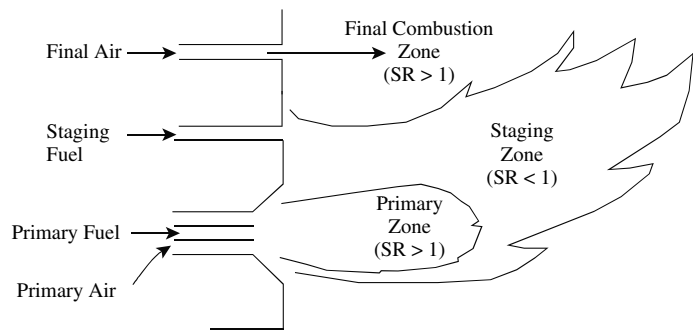 Final Air
Final Combustion
Zone
(SR > 1)
Staging
Fuel
Staging
Zone
(SR < 1)
Primary Fuel
Primary
Zone
(SR > 1)
Primary Air